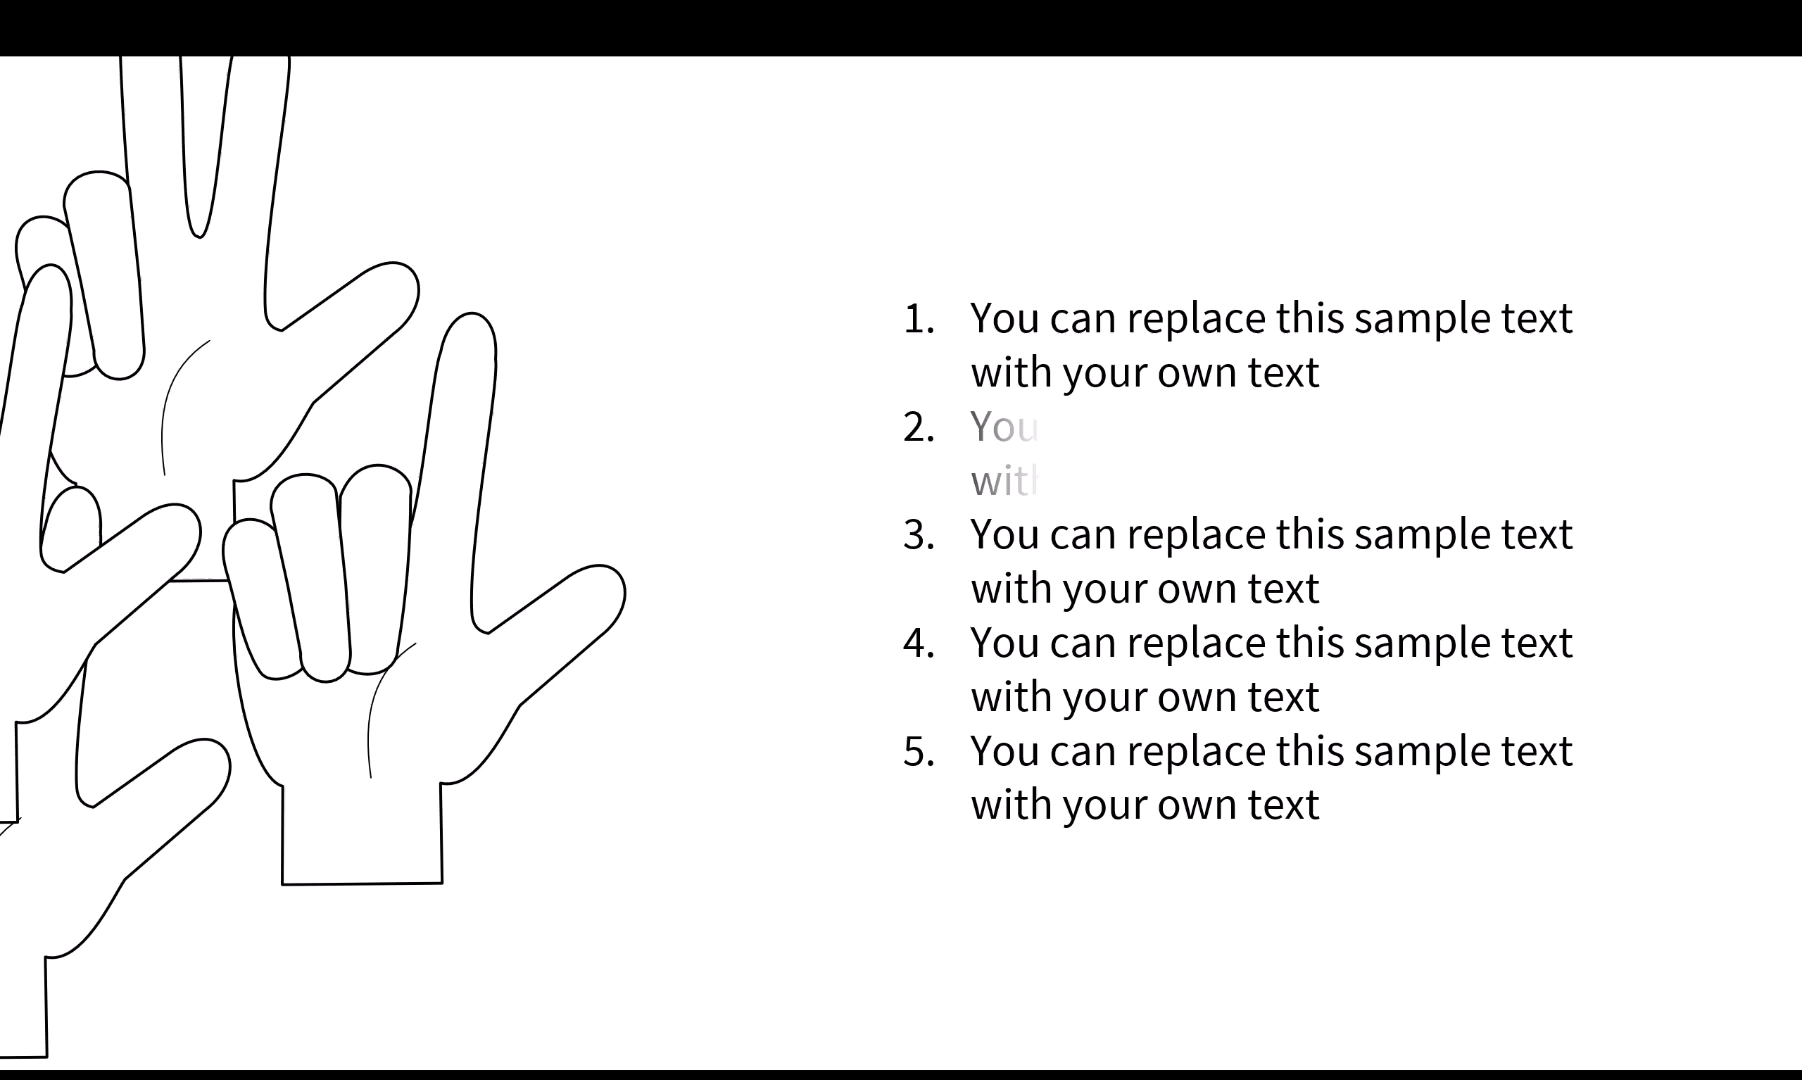 1. You can replace this sample text
with your own text
2. You
with
3. You can replace this sample text
with your own text
4. You can replace this sample text
with your own text
5. You can replace this sample text
with your own text